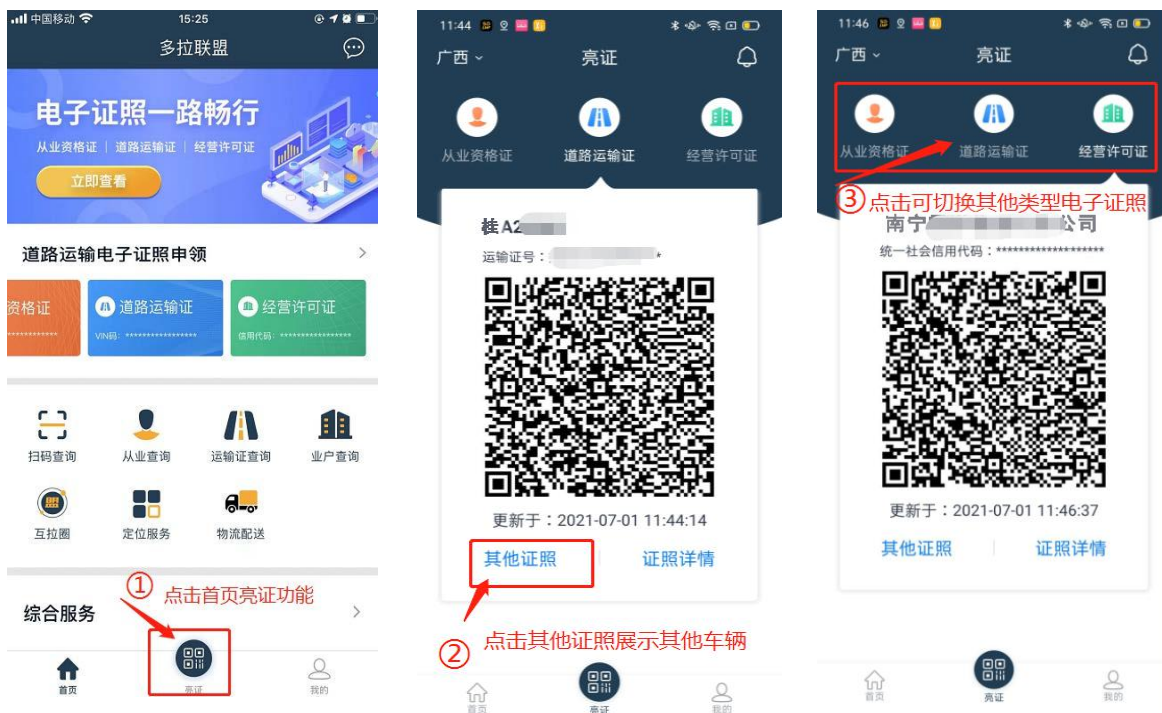 中国移动
15:25
多拉联盟
电子证照一路畅行
从业资格证 | 道路运输证 | 经营许可证
立即查看
道路运输电子证照申领
资格证
************
道路运输证
VIN码: *****************
经营许可证
信用代码: *****************
扫码查询
从业查询
运输证查询
业户查询
互拉圈
定位服务
物流配送
① 点击首页亮证功能
综合服务
首页
亮证
我的
11:44
广西
亮证
从业资格证
道路运输证
经营许可证
桂A2
运输证号:
*
更新于:2021-07-01 11:44:14
其他证照
证照详情
② 点击其他证照展示其他车辆
首页
亮证
我的
11:46
广西
亮证
从业资格证
道路运输证
经营许可证
③点击可切换其他类型电子证照
南宁
公司
统一社会信用代码:******************
更新于:2021-07-01 11:46:37
其他证照
证照详情
首页
亮证
我的